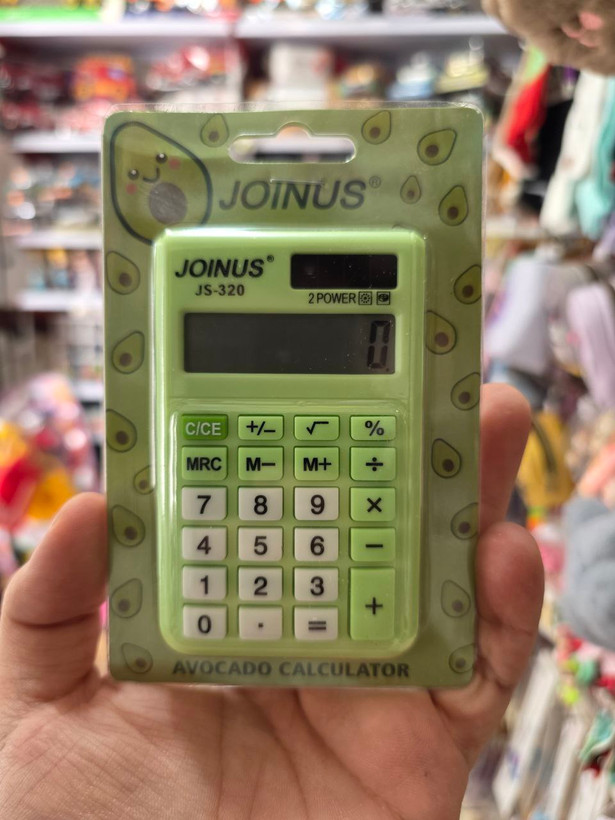 JOINUS®
JOINUS®
JS-320
2 POWER
0.
C/CE +/− √ %
MRC M− M+ ÷
7 8 9 ×
4 5 6 −
1 2 3 +
0 . =
AVOCADO CALCULATOR